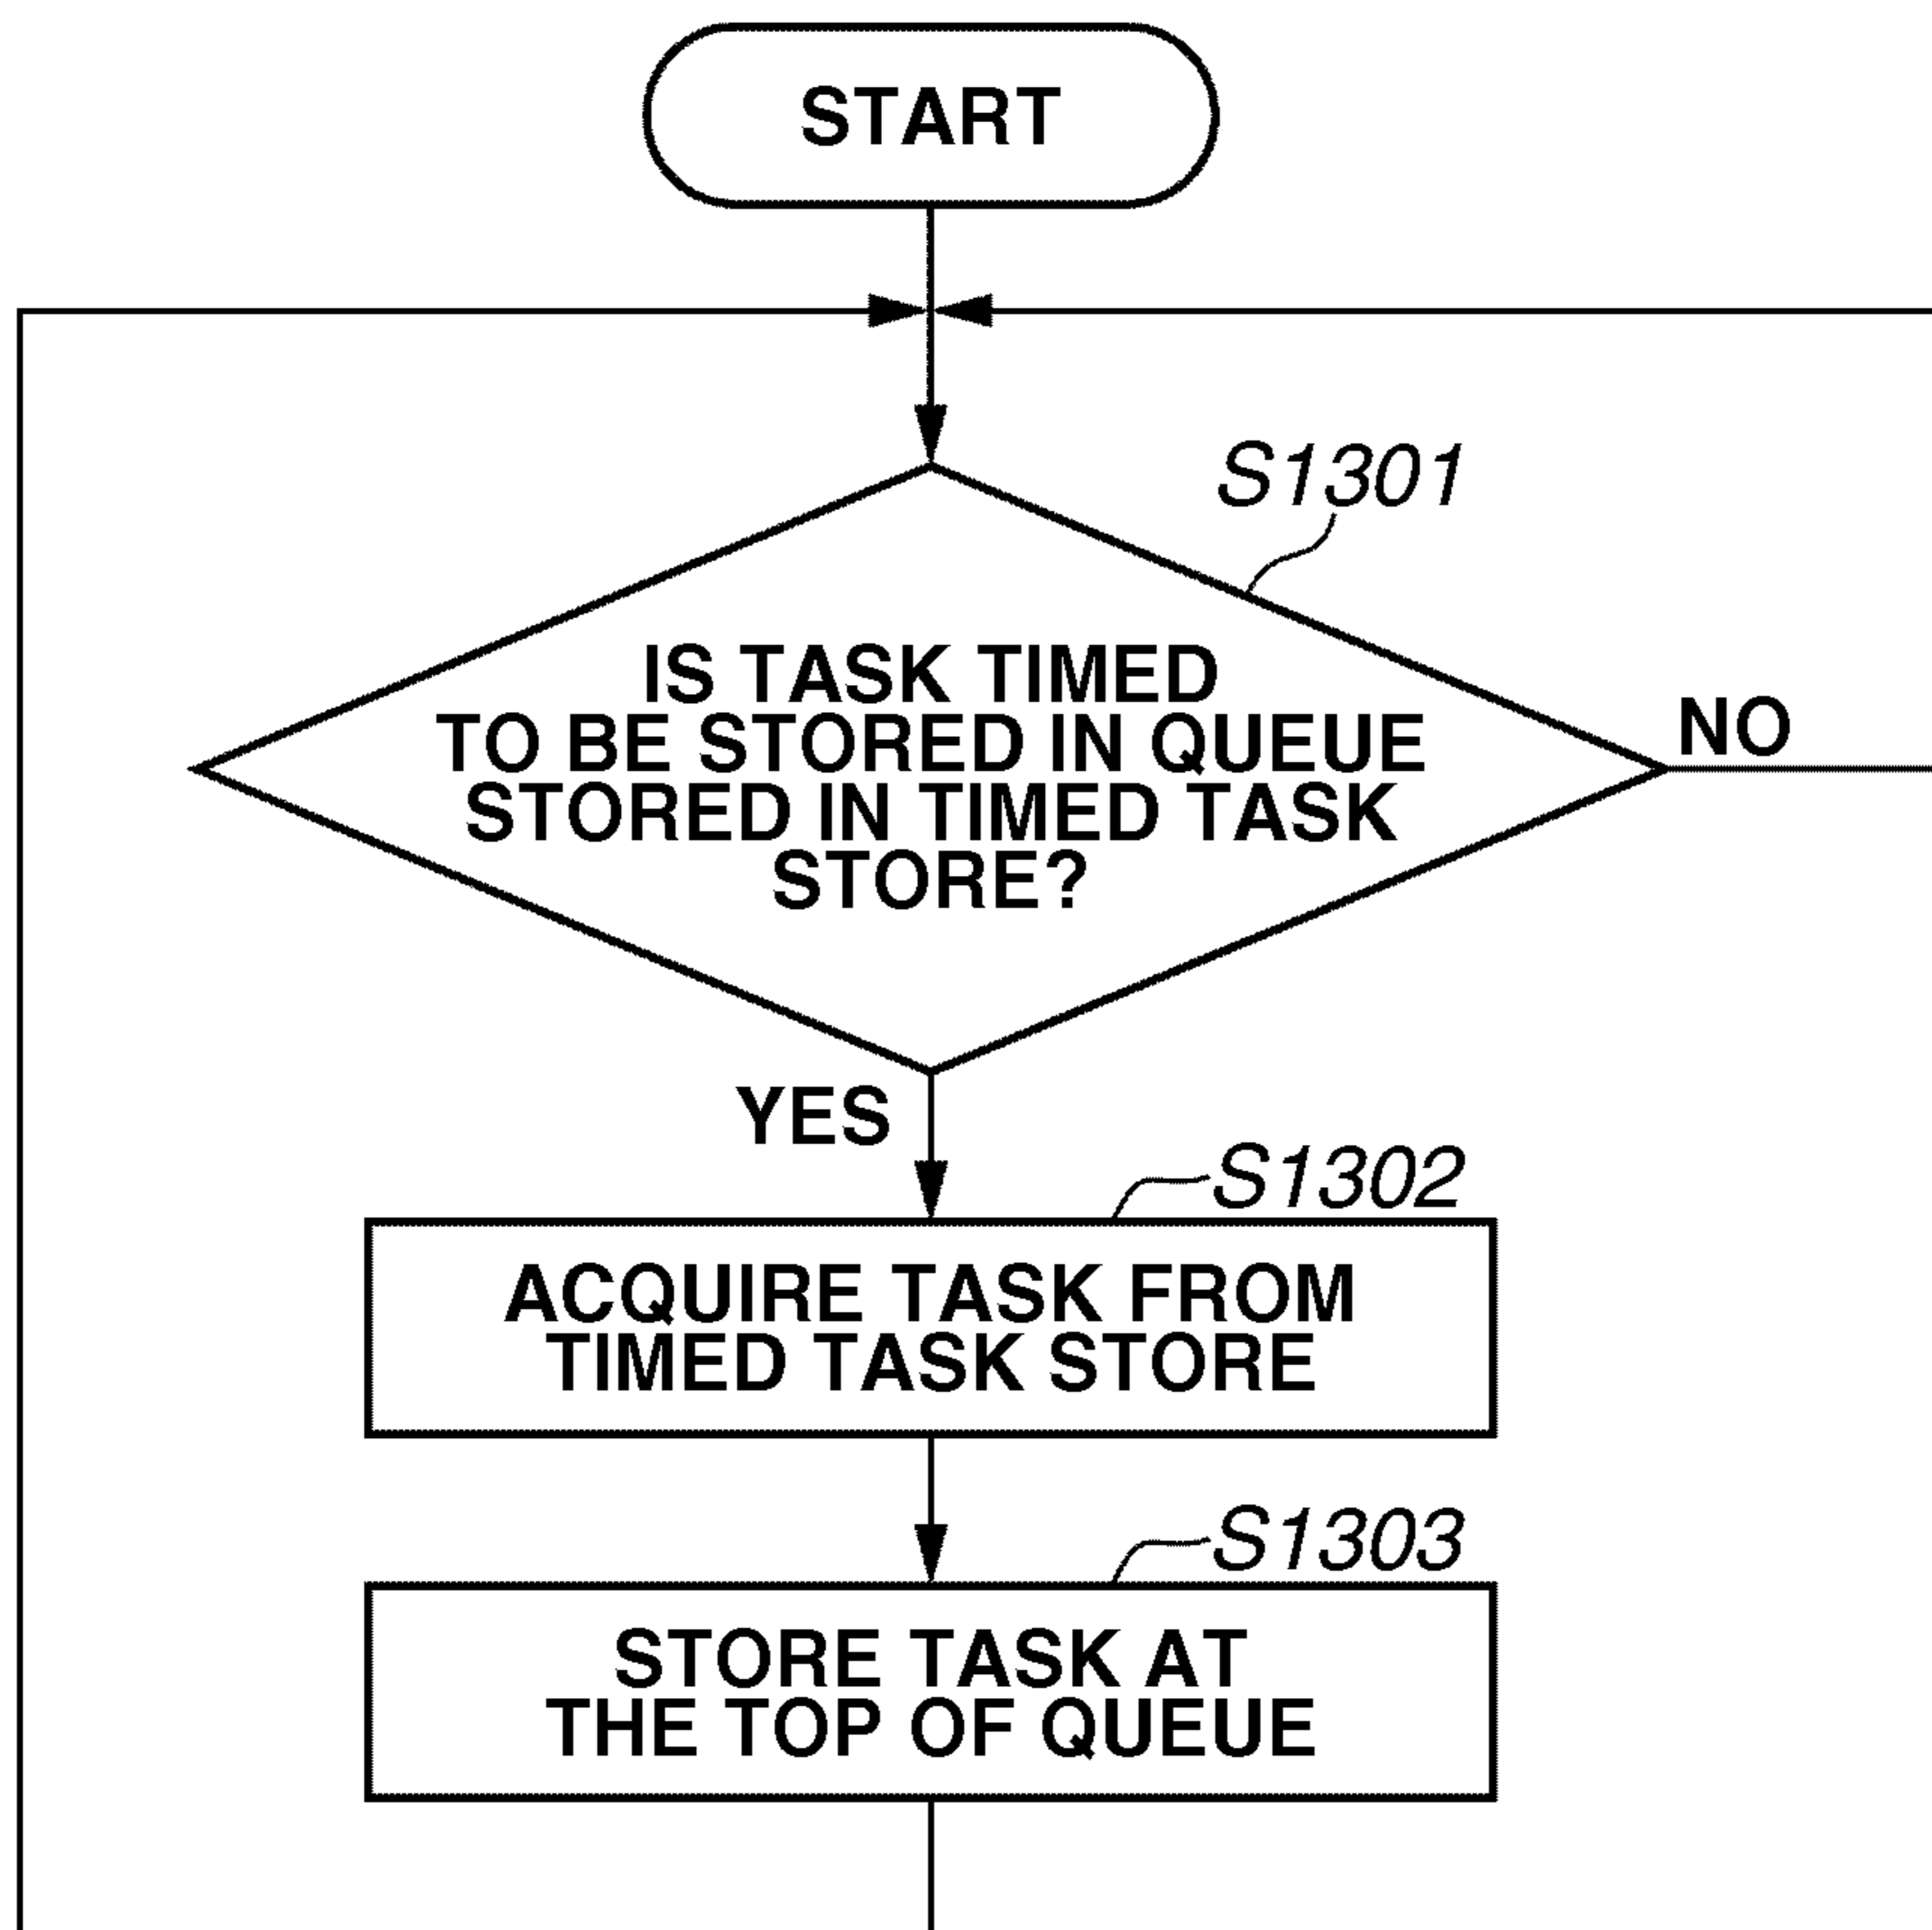 START
S1301
IS TASK TIMED
TO BE STORED IN QUEUE
STORED IN TIMED TASK
STORE?
NO
YES
S1302
ACQUIRE TASK FROM
TIMED TASK STORE
S1303
STORE TASK AT
THE TOP OF QUEUE